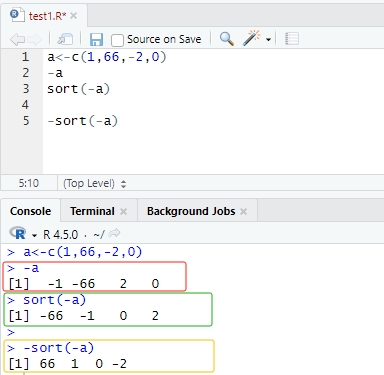 test1.R*
Source on Save
1 a<-c(1,66,-2,0)
2 -a
3 sort(-a)
4
5 -sort(-a)
5:10 (Top Level)
Console Terminal Background Jobs
R 4.5.0 · ~/
> a<-c(1,66,-2,0)
> -a
[1] -1 -66 2 0
> sort(-a)
[1] -66 -1 0 2
>
> -sort(-a)
[1] 66 1 0 -2